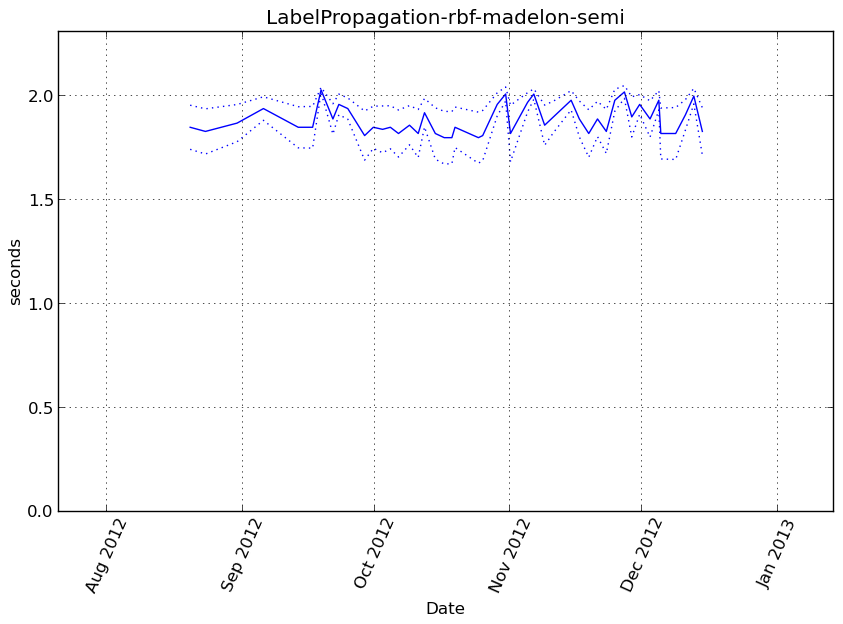 LabelPropagation-rbf-madelon-semi
2.0
1.5
1.0
0.5
0.0
seconds
Aug 2012
Sep 2012
Oct 2012
Nov 2012
Dec 2012
Jan 2013
Date